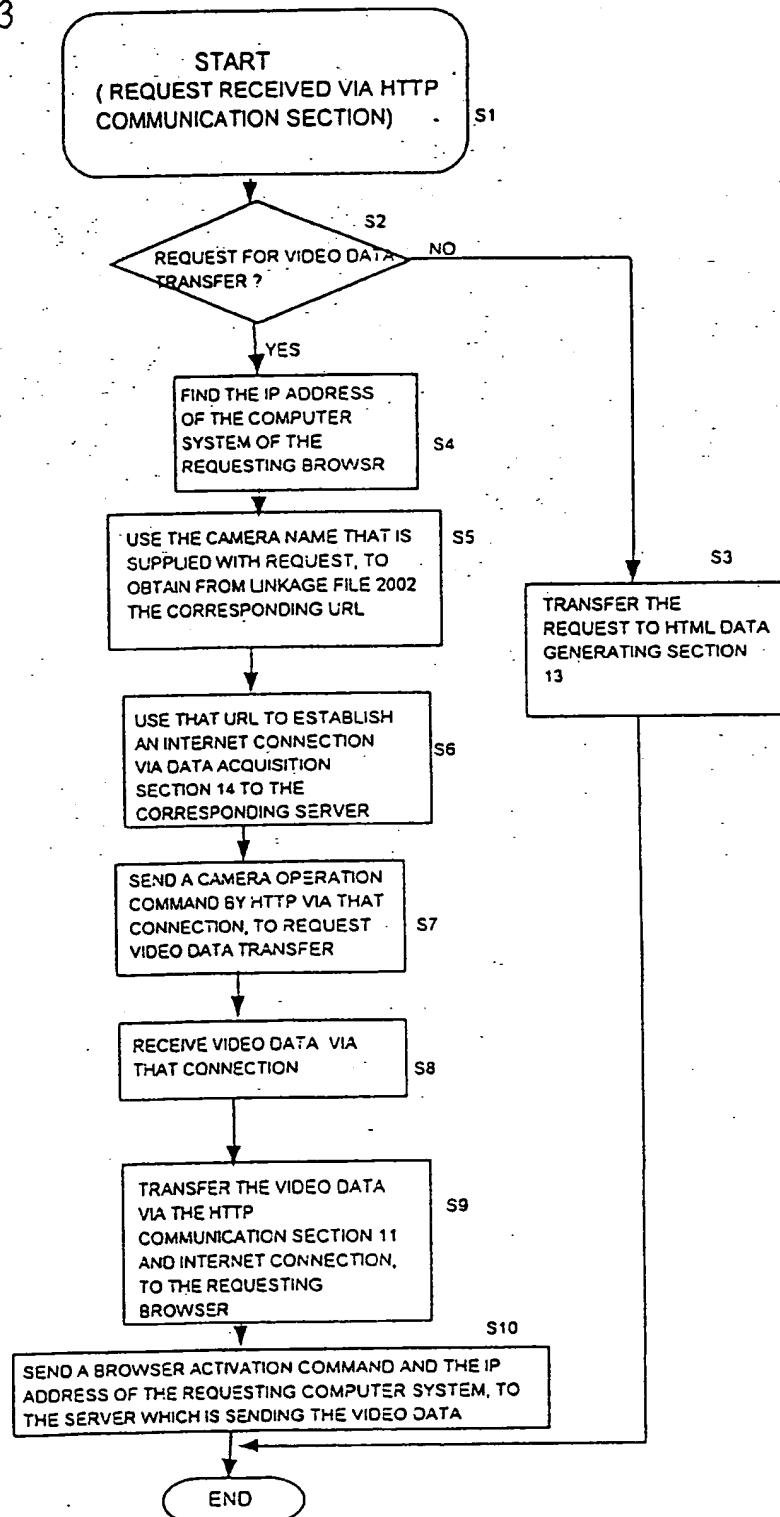 3
START
( REQUEST RECEIVED VIA HTTP
COMMUNICATION SECTION)
S1
S2
REQUEST FOR VIDEO DATA
TRANSFER ?
NO
YES
FIND THE IP ADDRESS
OF THE COMPUTER
SYSTEM OF THE
REQUESTING BROWSR
S4
USE THE CAMERA NAME THAT IS
SUPPUED WITH REQUEST, TO
OBTAIN FROM LINKAGE FILE 2002
THE CORRESPONDING URL
S5
S3
TRANSFER THE
REQUEST TO HTML DATA
GENERATING SECTION
13
USE THAT URL TO ESTABLISH
AN INTERNET CONNECTION
VIA DATA ACQUISITION
SECTION 14 TO THE
CORRESPONDING SERVER
S6
SEND A CAMERA OPERATION
COMMAND BY HTTP VIA THAT
CONNECTION, TO REQUEST
VIDEO DATA TRANSFER
S7
RECEIVE VIDEO DATA VIA
THAT CONNECTION
S8
TRANSFER THE VIDEO DATA
VIA THE HTTP
COMMUNICATION SECTION 11
AND INTERNET CONNECTION,
TO THE REQUESTING
BROWSER
S9
S10
SEND A BROWSER ACTIVATION COMMAND AND THE IP
ADDRESS OF THE REQUESTING COMPUTER SYSTEM, TO
THE SERVER WHICH IS SENDING THE VIDEO DATA
END